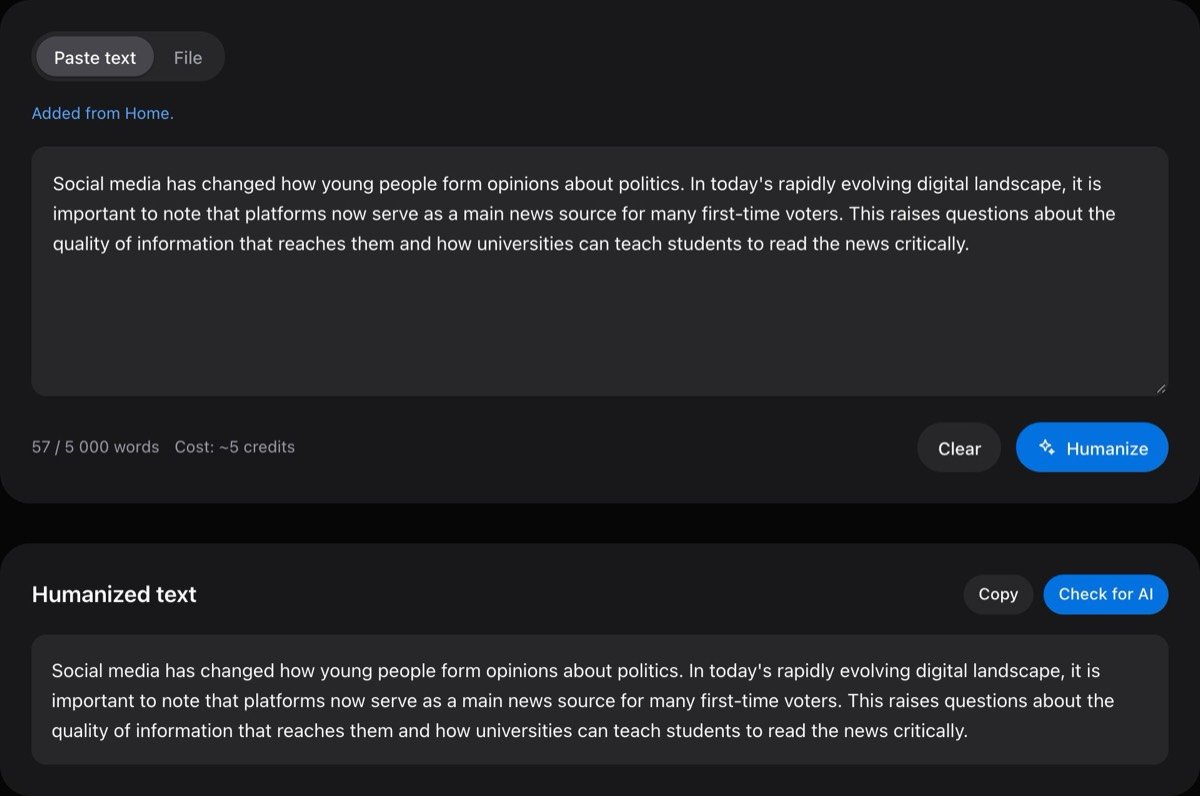 Paste text
File
Added from Home.
Social media has changed how young people form opinions about politics. In today's rapidly evolving digital landscape, it is
important to note that platforms now serve as a main news source for many first-time voters. This raises questions about the
quality of information that reaches them and how universities can teach students to read the news critically.
57 / 5 000 words Cost: ~5 credits
Clear
Humanize
Humanized text
Copy
Check for AI
Social media has changed how young people form opinions about politics. In today's rapidly evolving digital landscape, it is
important to note that platforms now serve as a main news source for many first-time voters. This raises questions about the
quality of information that reaches them and how universities can teach students to read the news critically.